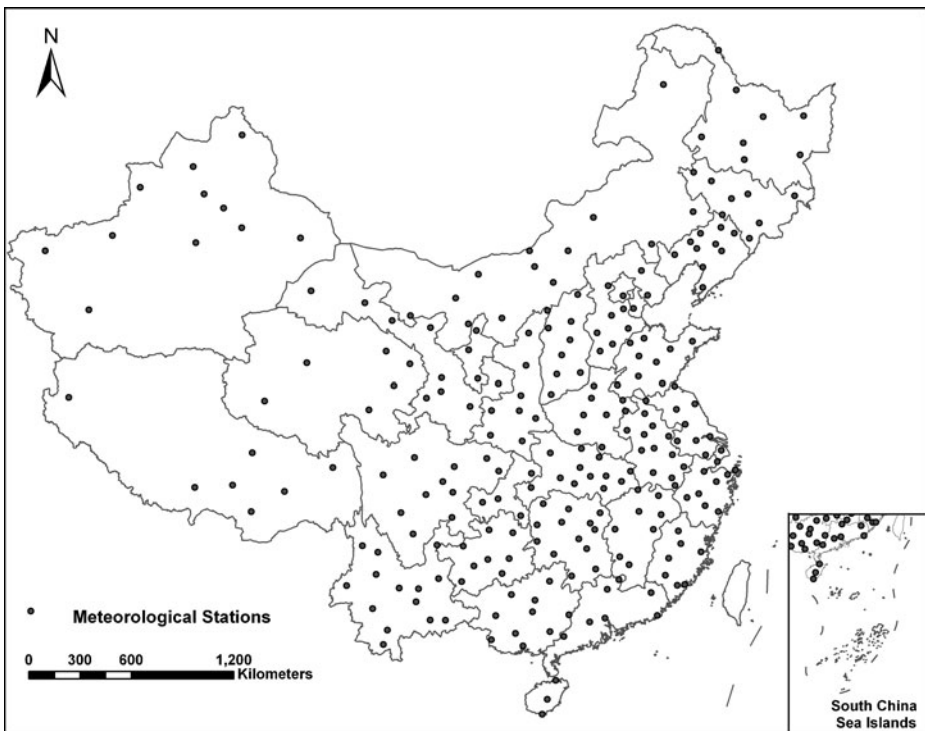 N
Meteorological Stations
0 300 600 1,200
Kilometers
South China
Sea Islands